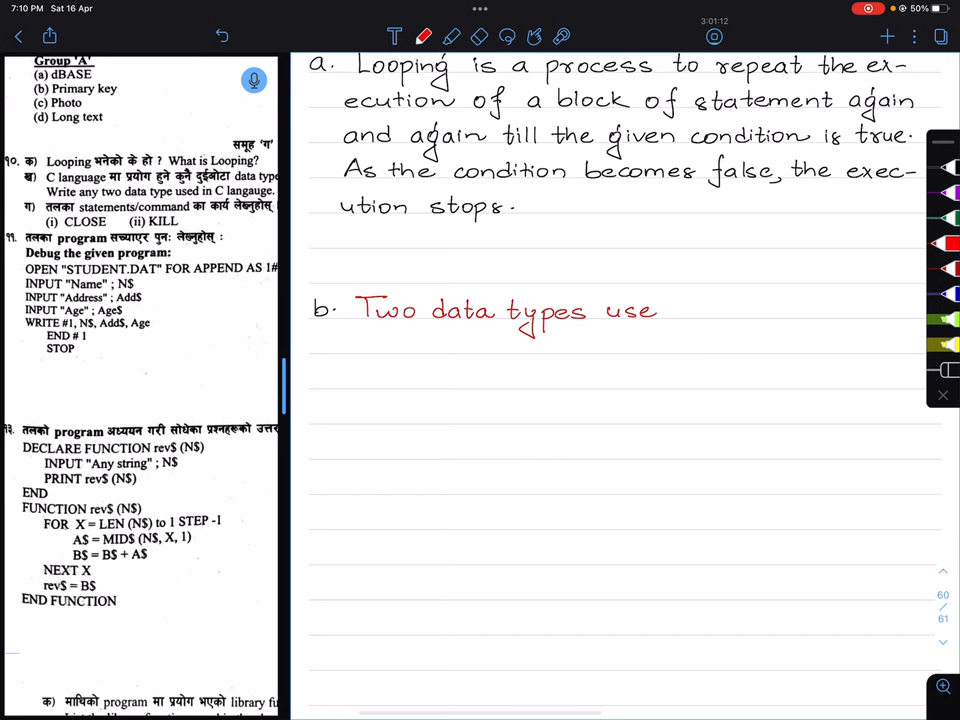 7:10 PM Sat 16 Apr
50%
3:01:12
Group 'A'
(a) dBASE
(b) Primary key
(c) Photo
(d) Long text
समूह 'ग'
१०. क) Looping भनेको के हो ? What is Looping?
ख) C language मा प्रयोग हुने कुनै दुईओटा data type
Write any two data type used in C langauge.
ग) तलका statements/command का कार्य लेख्नुहोस्
(i) CLOSE (ii) KILL
११. तलका program सच्याएर पुनः लेख्नुहोस् :
Debug the given program:
OPEN "STUDENT.DAT" FOR APPEND AS 1#
INPUT "Name" ; N$
INPUT "Address" ; Add$
INPUT "Age" ; Age$
WRITE #1, N$, Add$, Age
END # 1
STOP
१३. तलको program अध्ययन गरी सोधेका प्रश्नहरूको उत्तर
DECLARE FUNCTION rev$ (N$)
INPUT "Any string" ; N$
PRINT rev$ (N$)
END
FUNCTION rev$ (N$)
FOR X = LEN (N$) to 1 STEP -1
A$ = MID$ (N$, X, 1)
B$ = B$ + A$
NEXT X
rev$ = B$
END FUNCTION
क) माथिको program मा प्रयोग भएको library fu
a. Looping is a process to repeat the ex-
ecution of a block of statement again
and again till the given condition is true.
As the condition becomes false, the exec-
ution stops.
b. Two data types use
60
/
61